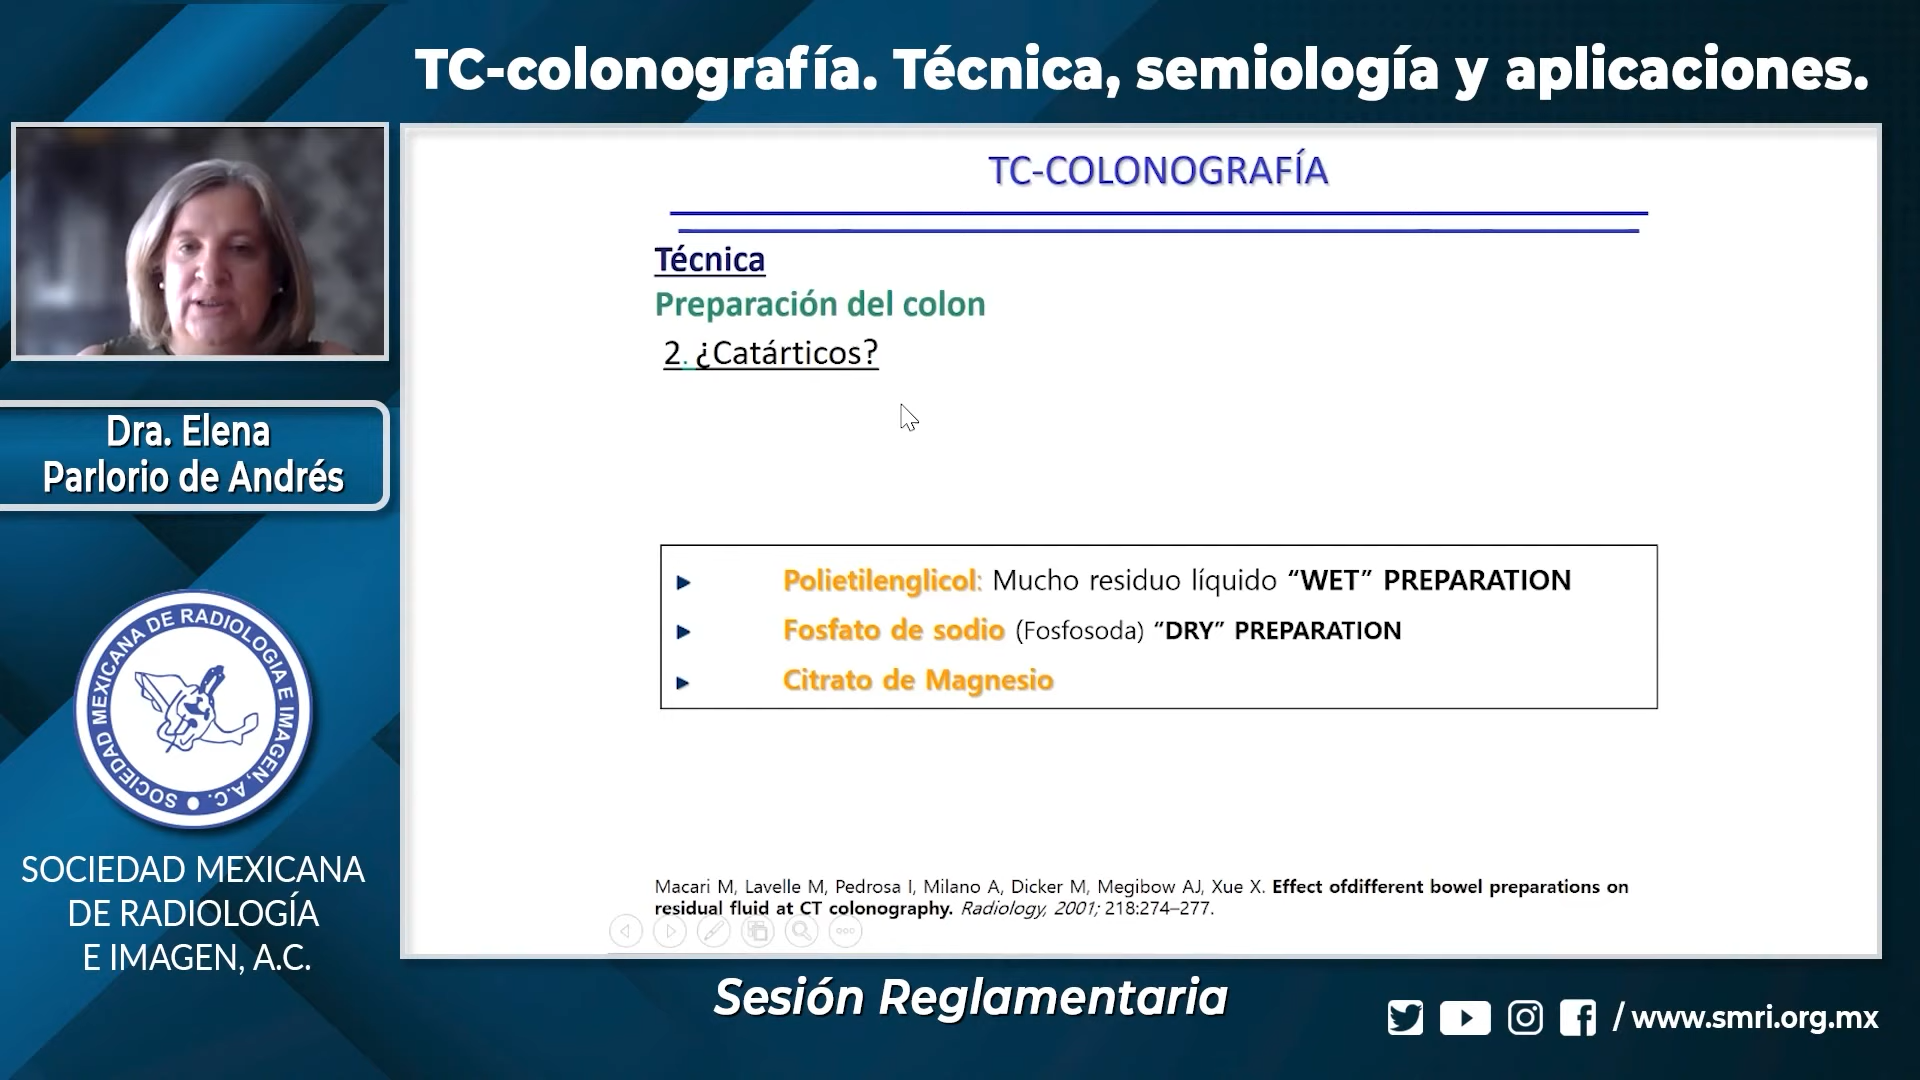 TC-colonografía. Técnica, semiología y aplicaciones.
Dra. Elena
Parlorio de Andrés
SOCIEDAD MEXICANA DE RADIOLOGIA E IMAGEN, A.C.
SOCIEDAD MEXICANA
DE RADIOLOGÍA
E IMAGEN, A.C.
TC-COLONOGRAFÍA
Técnica
Preparación del colon
2. ¿Catárticos?
Polietilenglicol: Mucho residuo líquido “WET” PREPARATION
Fosfato de sodio (Fosfosoda) “DRY” PREPARATION
Citrato de Magnesio
Macari M, Lavelle M, Pedrosa I, Milano A, Dicker M, Megibow AJ, Xue X. Effect ofdifferent bowel preparations on
residual fluid at CT colonography. Radiology, 2001; 218:274–277.
Sesión Reglamentaria
/ www.smri.org.mx